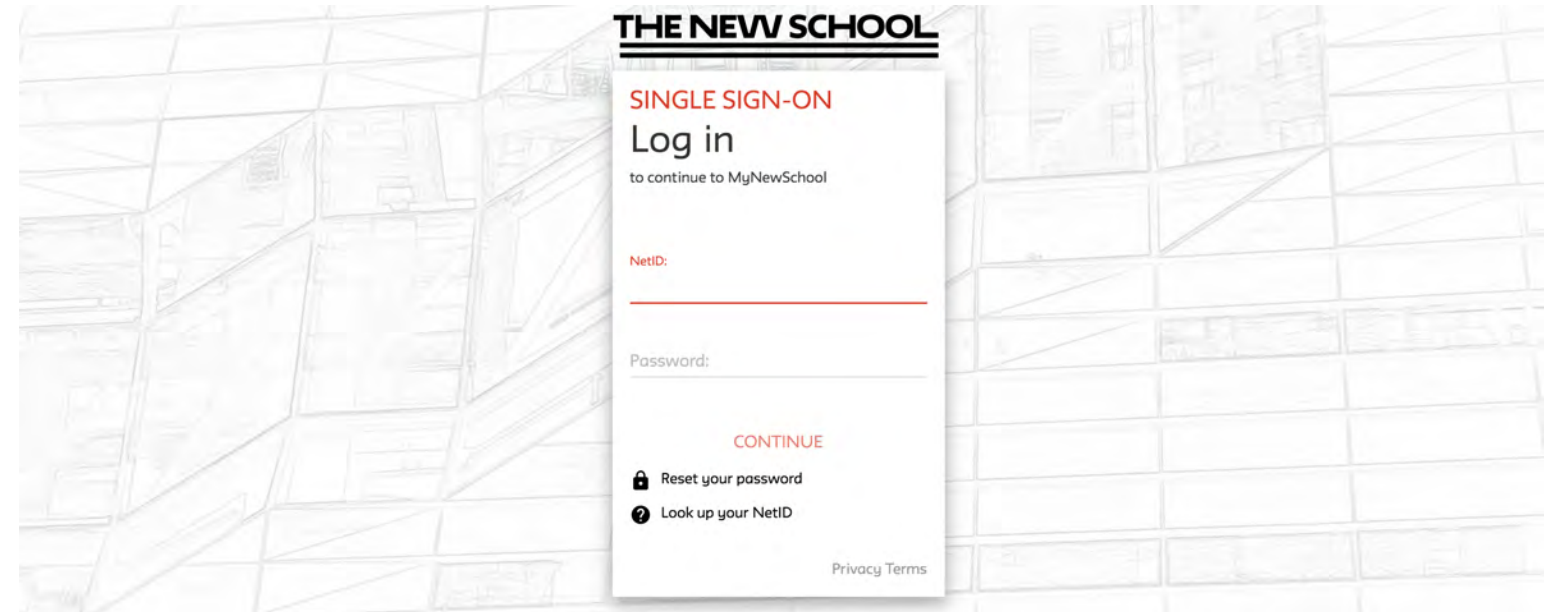 THE NEW SCHOOL
SINGLE SIGN-ON
Log in
to continue to MyNewSchool
NetID:
Password:
CONTINUE
Reset your password
Look up your NetID
Privacy Terms